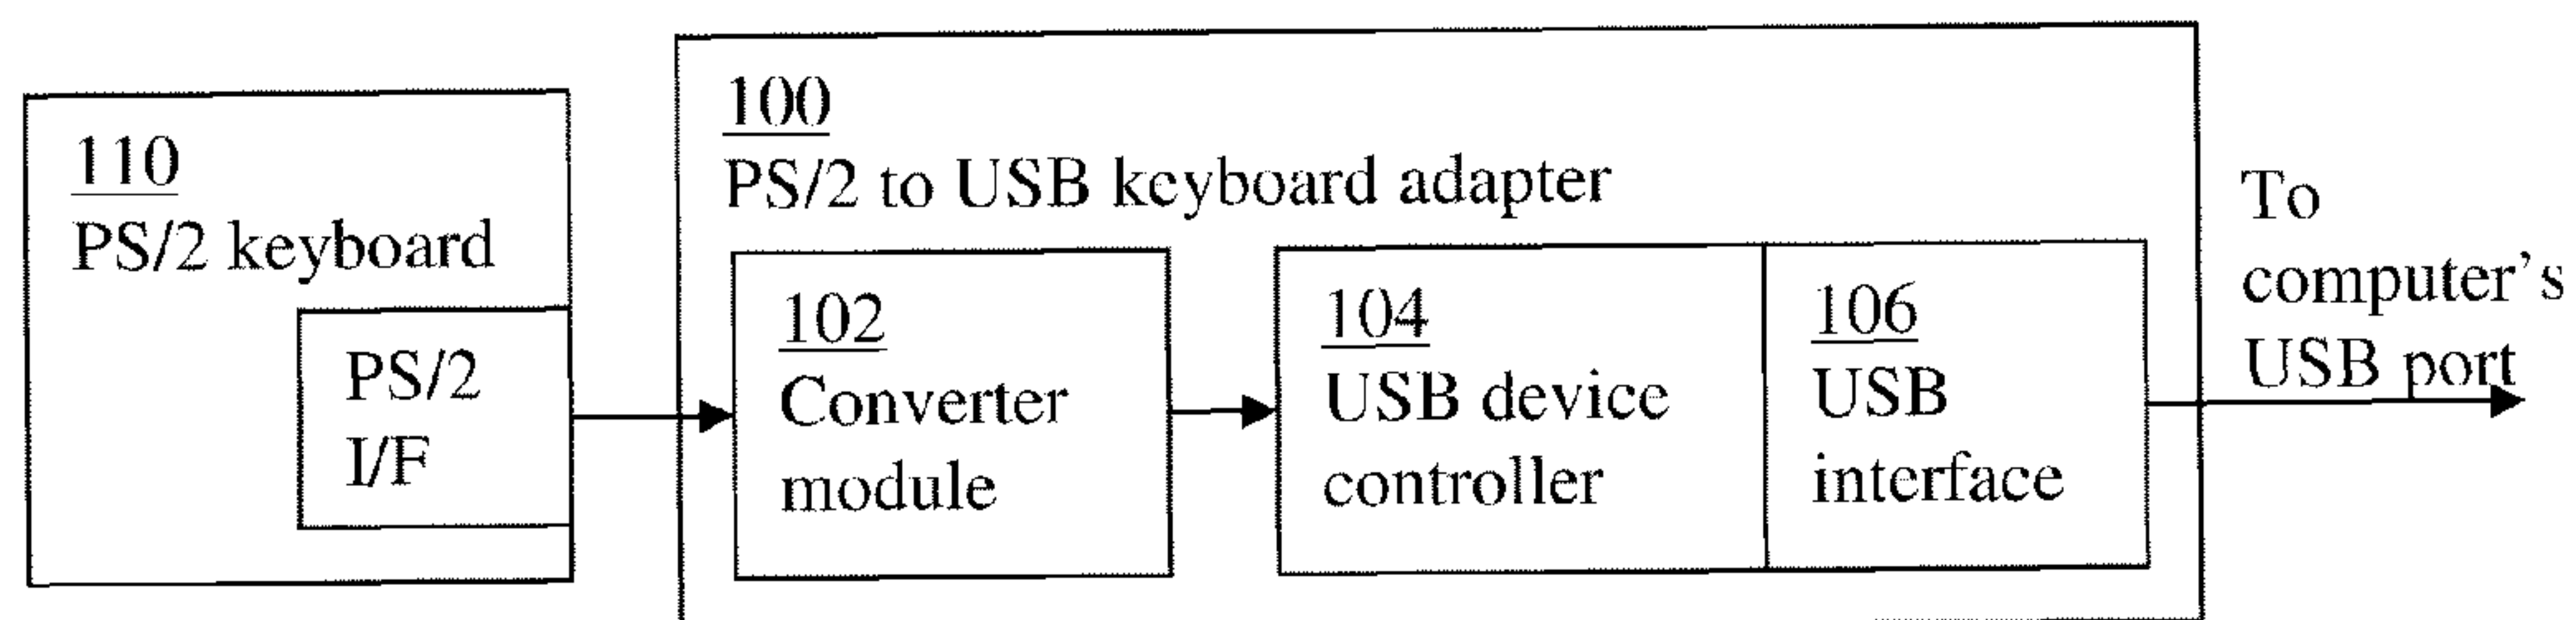 110
PS/2 keyboard
PS/2
I/F
100
PS/2 to USB keyboard adapter
102
Converter
module
104
USB device
controller
106
USB
interface
To
computer's
USB port